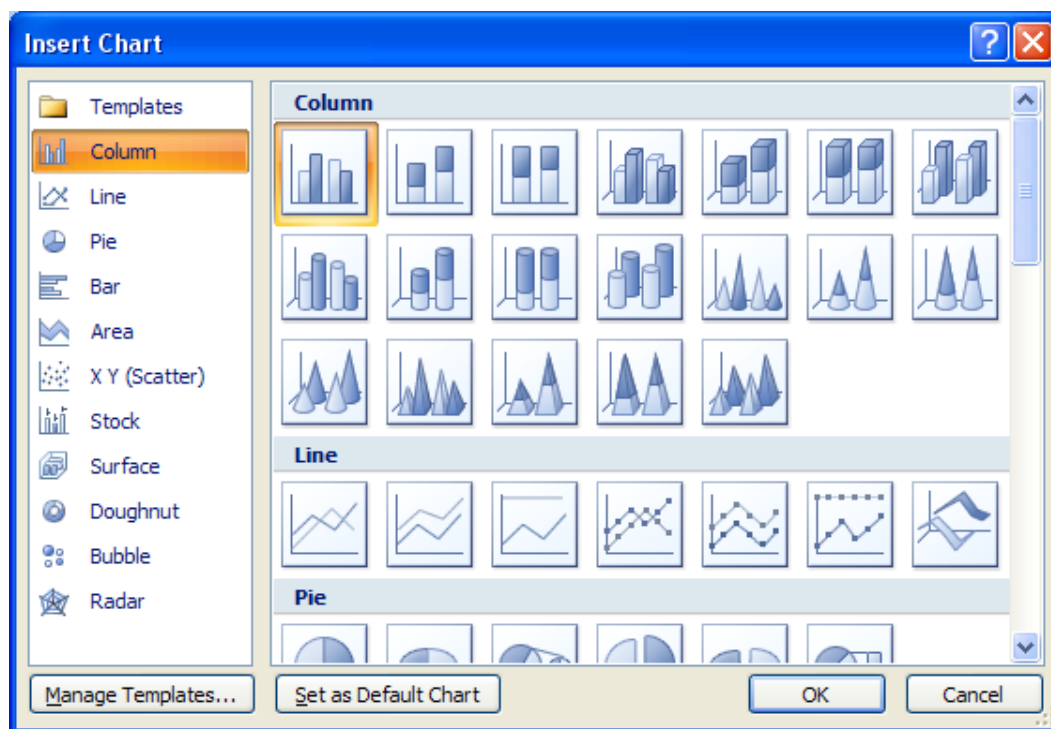 Insert Chart
Templates
Column
Line
Pie
Bar
Area
X Y (Scatter)
Stock
Surface
Doughnut
Bubble
Radar
Column
Line
Pie
Manage Templates...
Set as Default Chart
OK
Cancel